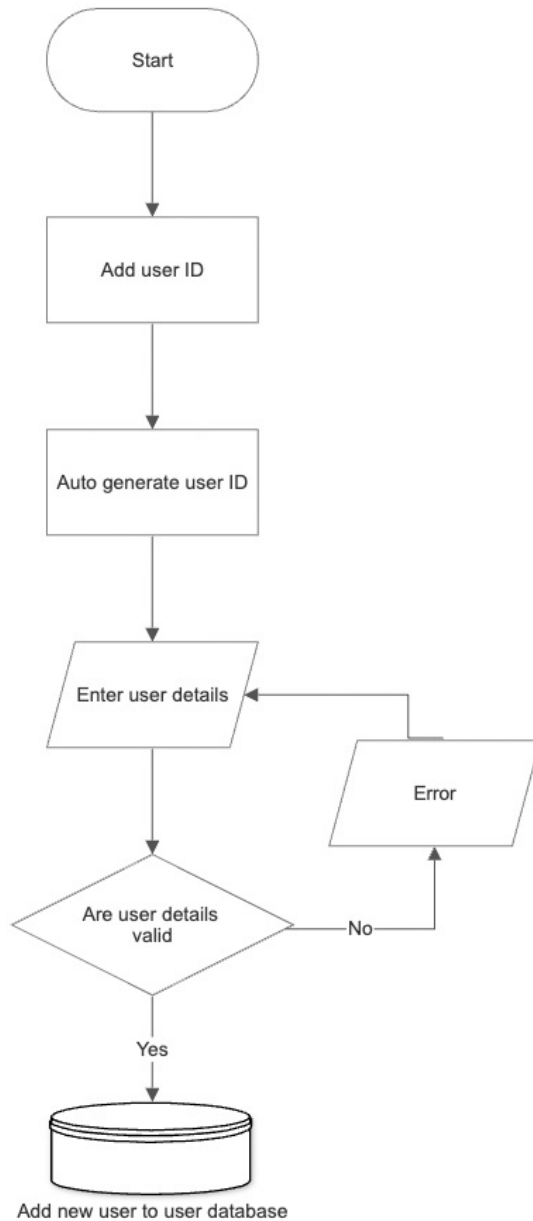 Start
Add user ID
Auto generate user ID
Enter user details
Error
Are user details
valid
No
Yes
Add new user to user database